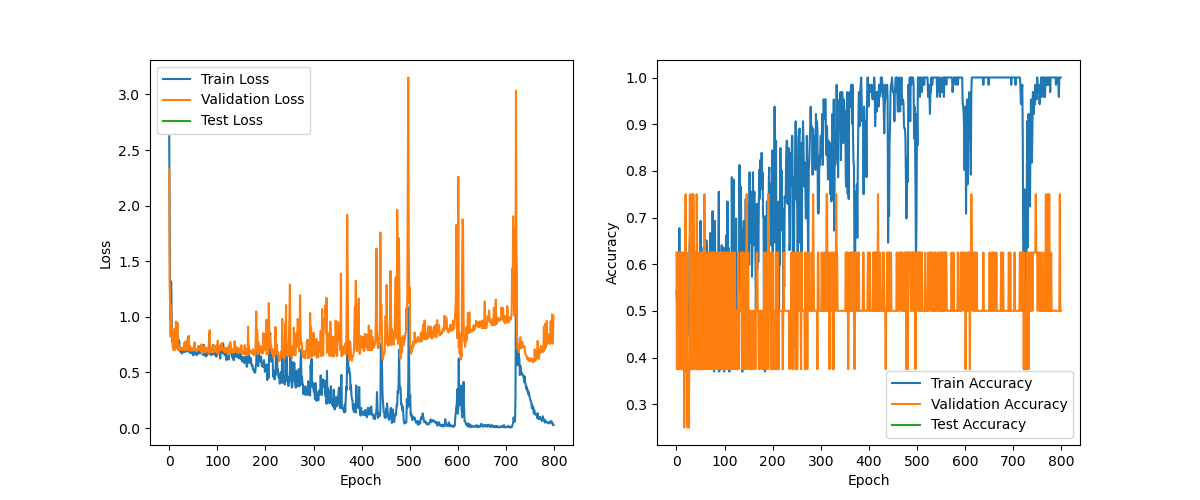 Train Loss
Validation Loss
Test Loss
3.0
2.5
2.0
1.5
1.0
0.5
0.0
Loss
0 100 200 300 400 500 600 700 800
Epoch
1.0
0.9
0.8
0.7
0.6
0.5
0.4
0.3
Accuracy
Train Accuracy
Validation Accuracy
Test Accuracy
0 100 200 300 400 500 600 700 800
Epoch